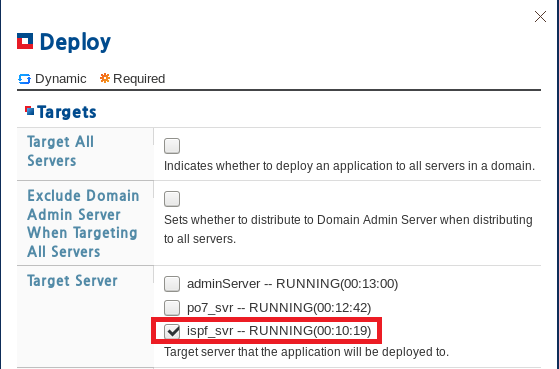 Deploy
Dynamic Required
Targets
Target All
Servers
Indicates whether to deploy an application to all servers in a domain.
Exclude Domain
Admin Server
When Targeting
All Servers
Sets whether to distribute to Domain Admin Server when distributing
to all servers.
Target Server
adminServer -- RUNNING(00:13:00)
po7_svr -- RUNNING(00:12:42)
ispf_svr -- RUNNING(00:10:19)
Target server that the application will be deployed to.